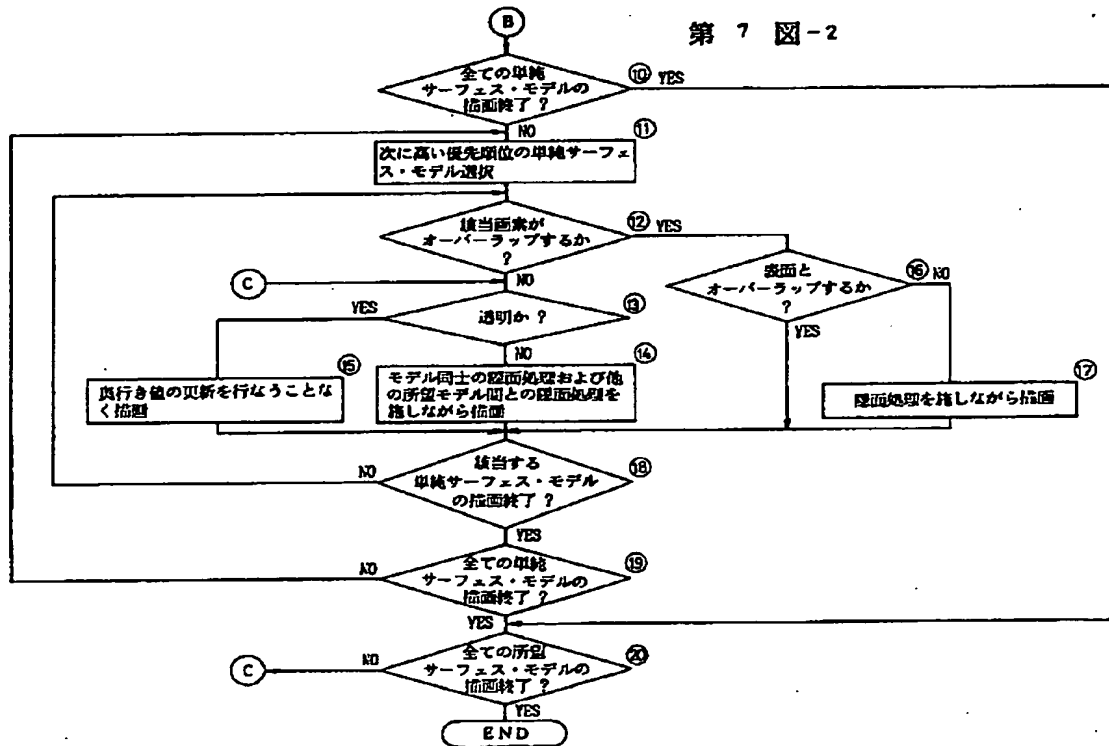 第 7 図-2
B
全ての単純
サーフェス・モデルの
描画終了 ?
⑩ YES
NO
⑪
次に高い優先順位の単純サーフェ
ス・モデル選択
該当画素が
オーバーラップするか
?
⑫ YES
C
NO
表面と
オーバーラップするか
?
⑯ NO
YES
YES
透明か ?
⑬
NO
⑮
奥行き値の更新を行なうことな
く描画
⑭
モデル同士の隠面処理および他
の所望モデル間との隠面処理を
施しながら描画
⑰
隠面処理を施しながら描画
NO
該当する
単純サーフェス・モデル
の描画終了 ?
⑱
YES
NO
全ての単純
サーフェス・モデルの
描画終了 ?
⑲
YES
C
NO
全ての所望
サーフェス・モデルの
描画終了 ?
⑳
YES
END